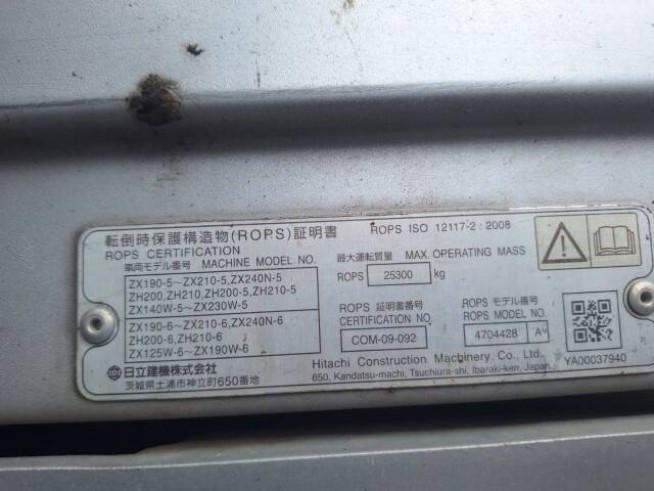 転倒時保護構造物(ROPS)証明書
ROPS CERTIFICATION
ROPS ISO 12117-2 : 2008
車両モデル番号 MACHINE MODEL NO.
ZX190-5~ZX210-5,ZX240N-5
ZH200,ZH210,ZH200-5,ZH210-5
ZX140W-5~ZX230W-5
ZX190-6~ZX210-6,ZX240N-6
ZH200-6,ZH210-6
ZX125W-6~ZX190W-6
最大運転質量 MAX. OPERATING MASS
ROPS 25300 kg
ROPS 証明書番号
CERTIFICATION NO.
COM-09-092
ROPS モデル番号
ROPS MODEL NO.
4704428 A
日立建機株式会社
茨城県土浦市神立町650番地
Hitachi Construction Machinery Co., Ltd.
650, Kandatsu-machi, Tsuchiura-shi, Ibaraki-ken, Japan
YA00037940